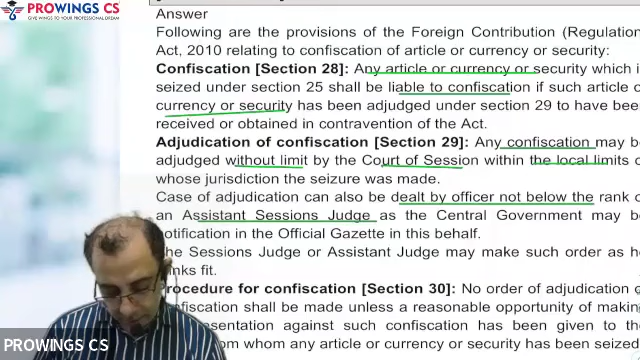 PROWINGS CS
GIVE WINGS TO YOUR PROFESSIONAL DREAM
Answer
Following are the provisions of the Foreign Contribution (Regulation
Act, 2010 relating to confiscation of article or currency or security:
Confiscation [Section 28]: Any article or currency or security which i
seized under section 25 shall be liable to confiscation if such article o
currency or security has been adjudged under section 29 to have been
received or obtained in contravention of the Act.
Adjudication of confiscation [Section 29]: Any confiscation may b
adjudged without limit by the Court of Session within the local limits o
whose jurisdiction the seizure was made.
Case of adjudication can also be dealt by officer not below the rank o
an Assistant Sessions Judge as the Central Government may b
notification in the Official Gazette in this behalf.
he Sessions Judge or Assistant Judge may make such order as h
inks fit.
rocedure for confiscation [Section 30]: No order of adjudication o
nfiscation shall be made unless a reasonable opportunity of makin
esentation against such confiscation has been given to the
om whom any article or currency or security has been seized
PROWINGS CS